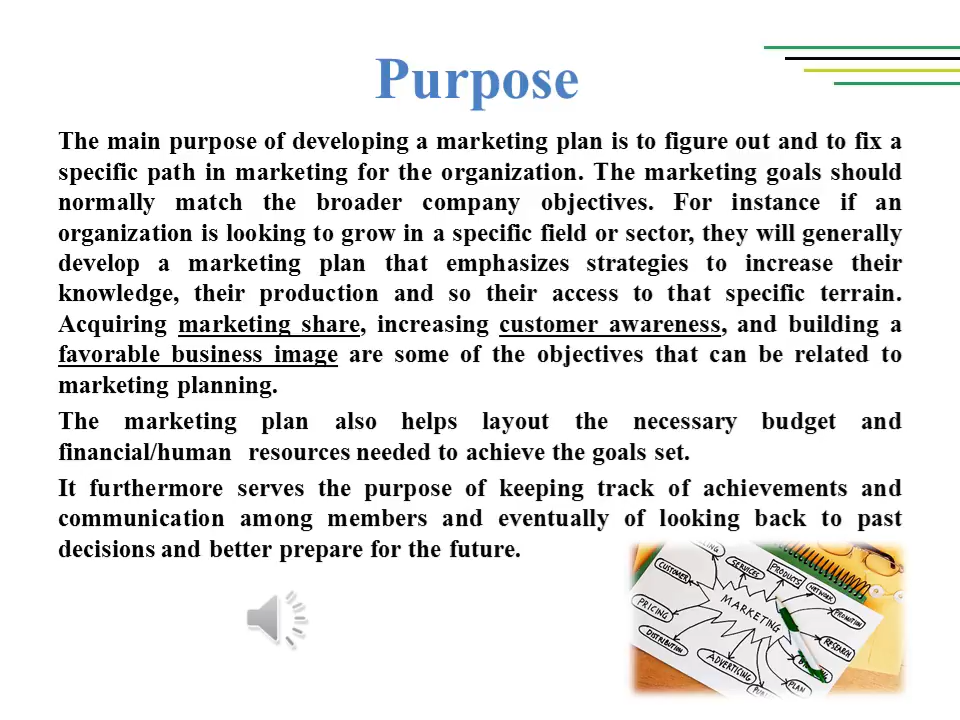 Purpose
The main purpose of developing a marketing plan is to figure out and to fix a
specific path in marketing for the organization. The marketing goals should
normally match the broader company objectives. For instance if an
organization is looking to grow in a specific field or sector, they will generally
develop a marketing plan that emphasizes strategies to increase their
knowledge, their production and so their access to that specific terrain.
Acquiring marketing share, increasing customer awareness, and building a
favorable business image are some of the objectives that can be related to
marketing planning.
The marketing plan also helps layout the necessary budget and
financial/human resources needed to achieve the goals set.
It furthermore serves the purpose of keeping track of achievements and
communication among members and eventually of looking back to past
decisions and better prepare for the future.
SERVICES
PRODUCTS
NETWORK
CUSTOMER
PROMOTION
MARKETING
PRICING
RESEARCH
DISTRIBUTION
ADVERTICING
PLAN